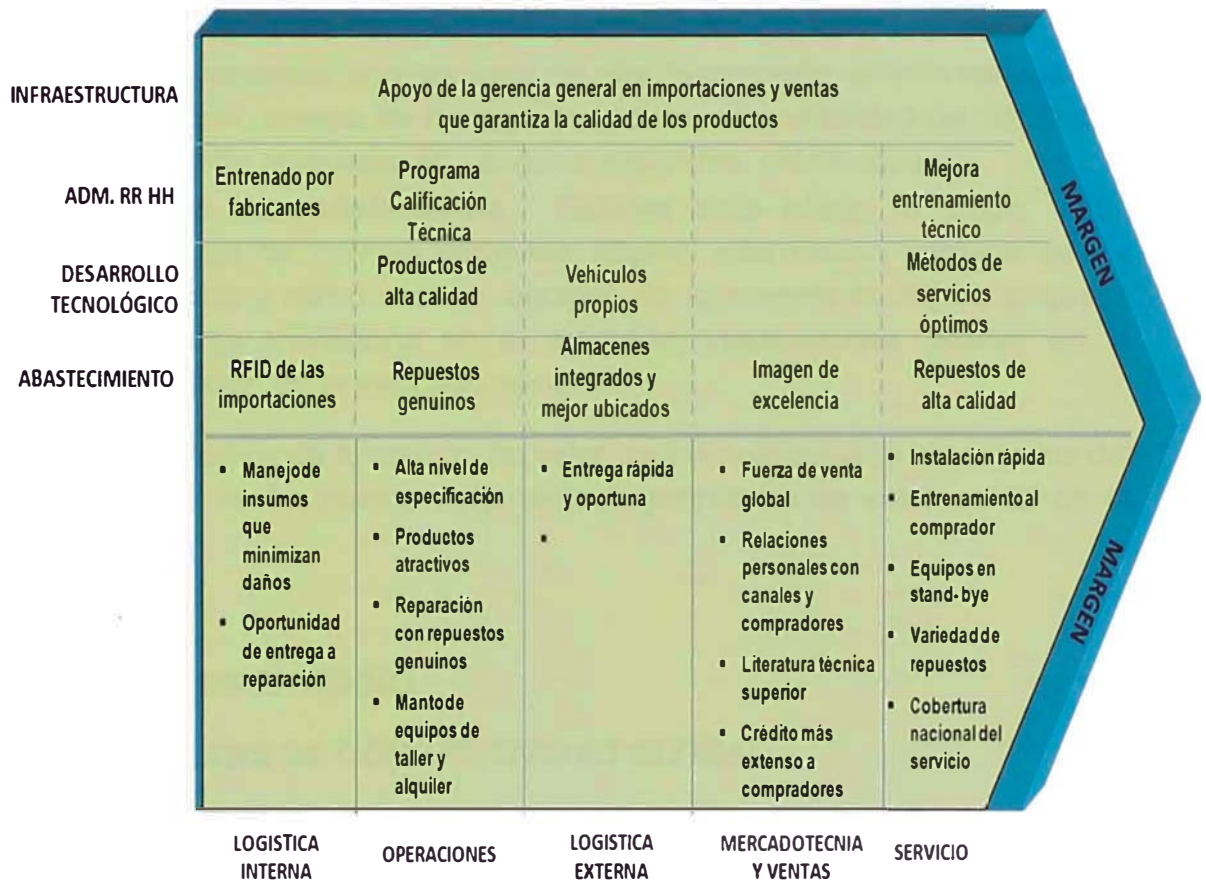 INFRAESTRUCTURA
Apoyo de la gerencia general en importaciones y ventas
que garantiza la calidad de los productos
ADM. RR HH
Entrenado por
fabricantes
Programa
Calificación
Técnica
Mejora
entrenamiento
técnico
DESARROLLO
TECNOLÓGICO
Productos de
alta calidad
Vehículos
propios
Métodos de
servicios
óptimos
ABASTECIMIENTO
RFID de las
importaciones
Repuestos
genuinos
Almacenes
integrados y
mejor ubicados
Imagen de
excelencia
Repuestos de
alta calidad
MARGEN
▪ Manejo de
insumos
que
minimizan
daños
▪ Oportunidad
de entrega a
reparación
▪ Alta nivel de
especificación
▪ Productos
atractivos
▪ Reparación
con repuestos
genuinos
▪ Manto de
equipos de
taller y
alquiler
▪ Entrega rápida
y oportuna
▪
▪ Fuerza de venta
global
▪ Relaciones
personales con
canales y
compradores
▪ Literatura técnica
superior
▪ Crédito más
extenso a
compradores
▪ Instalación rápida
▪ Entrenamiento al
comprador
▪ Equipos en
stand-bye
▪ Variedad de
repuestos
▪ Cobertura
nacional del
servicio
MARGEN
LOGISTICA
INTERNA
OPERACIONES
LOGISTICA
EXTERNA
MERCADOTECNIA
Y VENTAS
SERVICIO